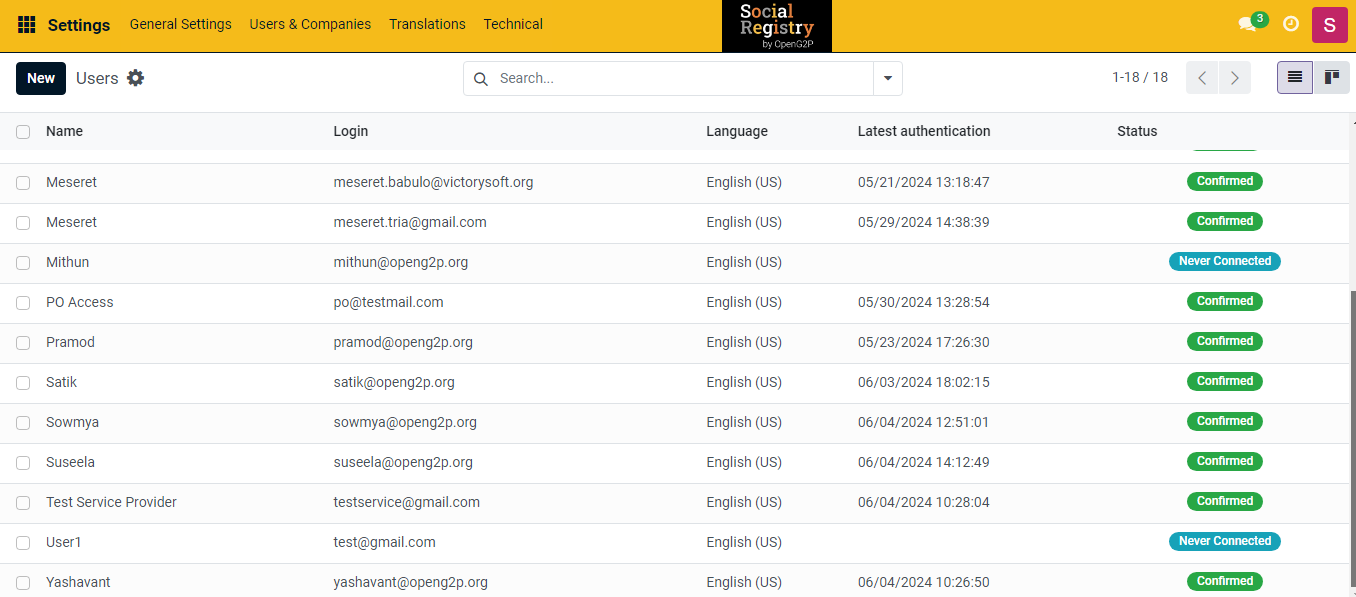 Settings General Settings Users & Companies Translations Technical Social Registry by OpenG2P 3 S
New Users Search... 1-18 / 18
Name Login Language Latest authentication Status
Meseret meseret.babulo@victorysoft.org English (US) 05/21/2024 13:18:47 Confirmed
Meseret meseret.tria@gmail.com English (US) 05/29/2024 14:38:39 Confirmed
Mithun mithun@openg2p.org English (US) Never Connected
PO Access po@testmail.com English (US) 05/30/2024 13:28:54 Confirmed
Pramod pramod@openg2p.org English (US) 05/23/2024 17:26:30 Confirmed
Satik satik@openg2p.org English (US) 06/03/2024 18:02:15 Confirmed
Sowmya sowmya@openg2p.org English (US) 06/04/2024 12:51:01 Confirmed
Suseela suseela@openg2p.org English (US) 06/04/2024 14:12:49 Confirmed
Test Service Provider testservice@gmail.com English (US) 06/04/2024 10:28:04 Confirmed
User1 test@gmail.com English (US) Never Connected
Yashavant yashavant@openg2p.org English (US) 06/04/2024 10:26:50 Confirmed